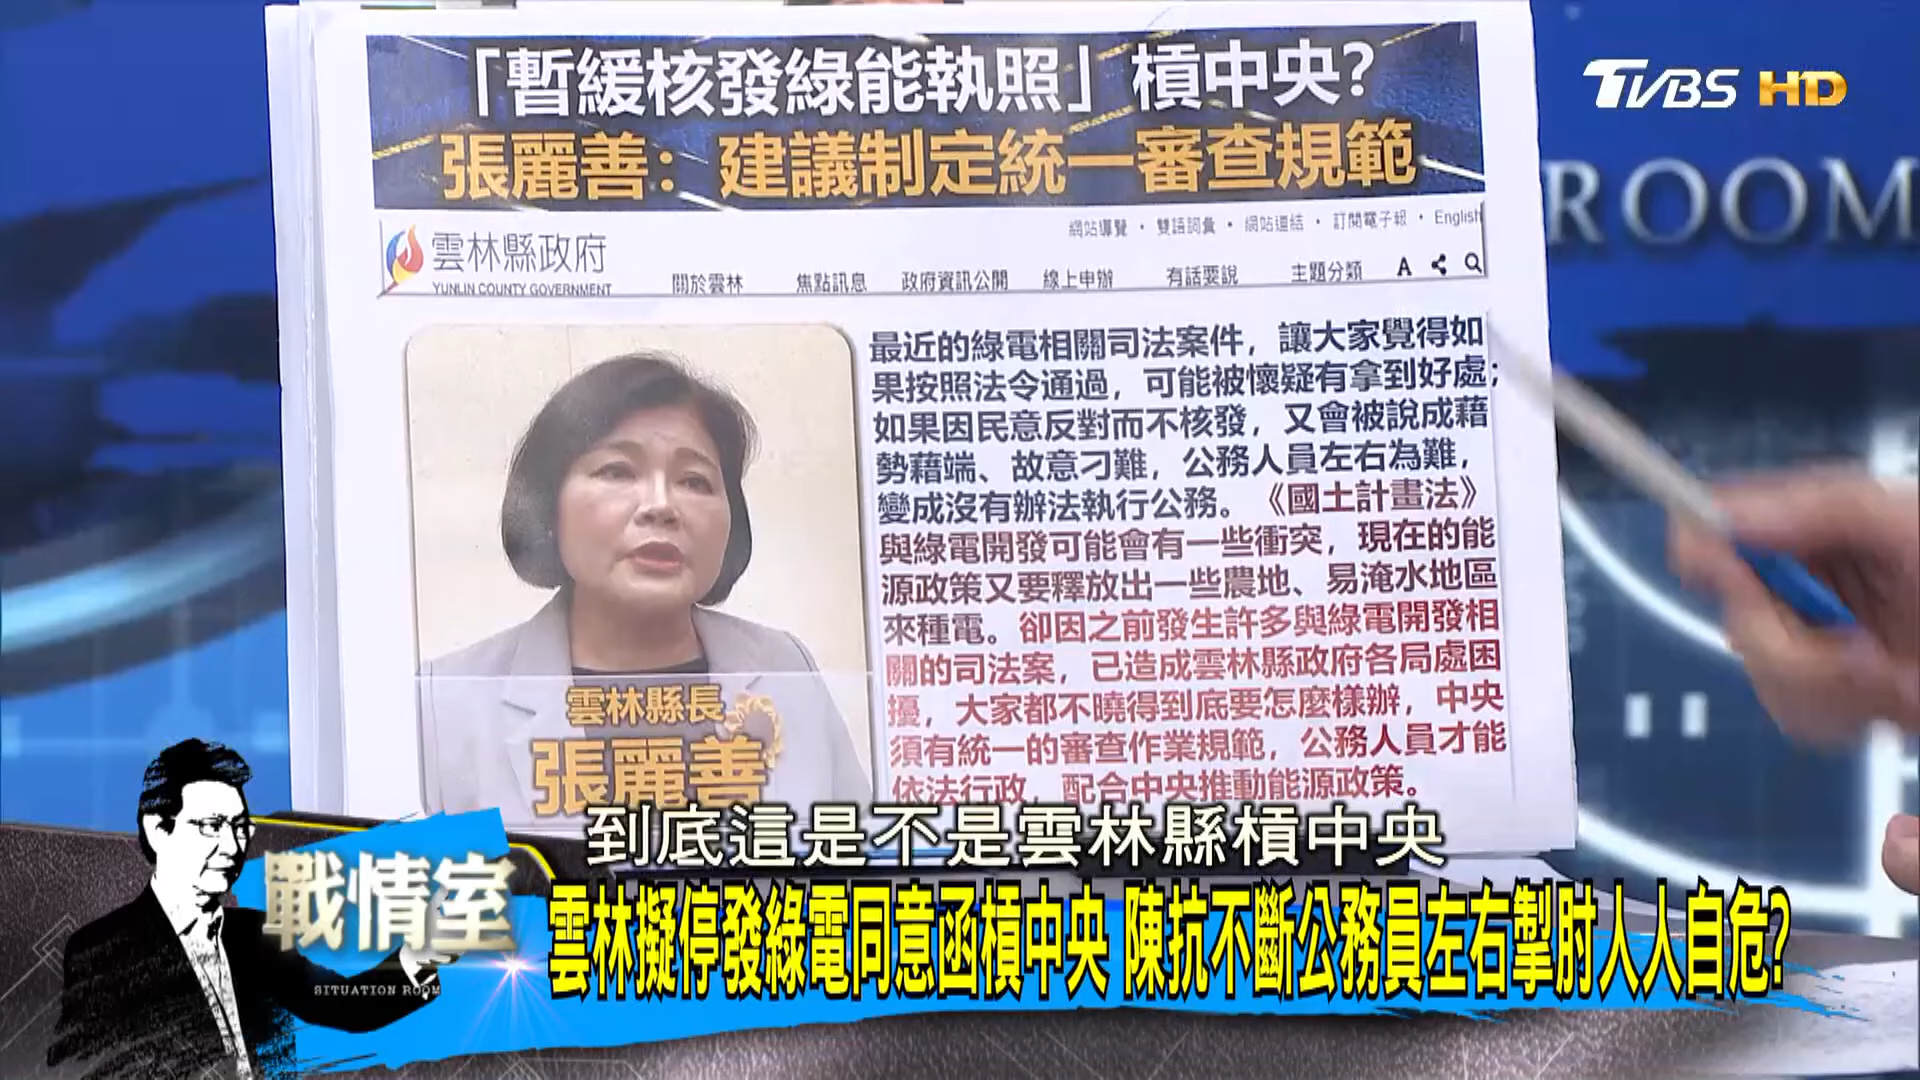 「暫緩核發綠能執照」槓中央?
張麗善：建議制定統一審查規範
TVBS HD
ROOM
網站導覽 · 雙語詞彙 · 網站連結 · 訂閱電子報 · English
雲林縣政府
YUNLIN COUNTY GOVERNMENT
關於雲林 焦點訊息 政府資訊公開 線上申辦 有話要說 主題分類 A
最近的綠電相關司法案件，讓大家覺得如
果按照法令通過，可能被懷疑有拿到好處；
如果因民意反對而不核發，又會被說成藉
勢藉端、故意刁難，公務人員左右為難，
變成沒有辦法執行公務。《國土計畫法》
與綠電開發可能會有一些衝突，現在的能
源政策又要釋放出一些農地、易淹水地區
來種電。卻因之前發生許多與綠電開發相
關的司法案，已造成雲林縣政府各局處困
擾，大家都不曉得到底要怎麼樣辦，中央
須有統一的審查作業規範，公務人員才能
依法行政，配合中央推動能源政策。
雲林縣長
張麗善
到底這是不是雲林縣槓中央
戰情室
SITUATION ROOM
雲林擬停發綠電同意函槓中央 陳抗不斷公務員左右掣肘人人自危?